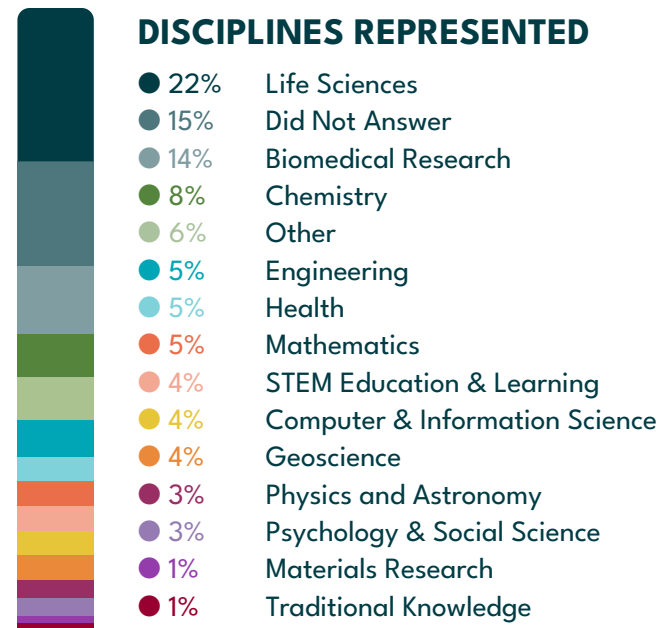 DISCIPLINES REPRESENTED
22% Life Sciences
15% Did Not Answer
14% Biomedical Research
8% Chemistry
6% Other
5% Engineering
5% Health
5% Mathematics
4% STEM Education & Learning
4% Computer & Information Science
4% Geoscience
3% Physics and Astronomy
3% Psychology & Social Science
1% Materials Research
1% Traditional Knowledge